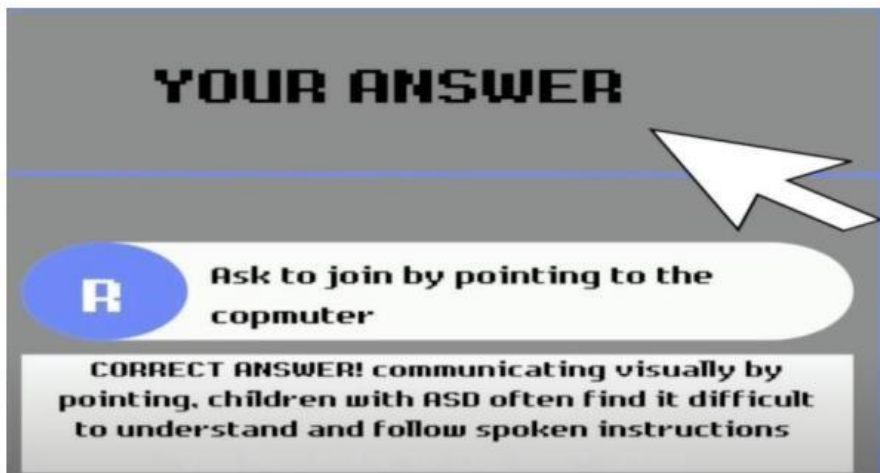 YOUR ANSWER
A
Ask to join by pointing to the
copmuter
CORRECT ANSWER! communicating visually by
pointing, children with ASD often find it difficult
to understand and follow spoken instructions